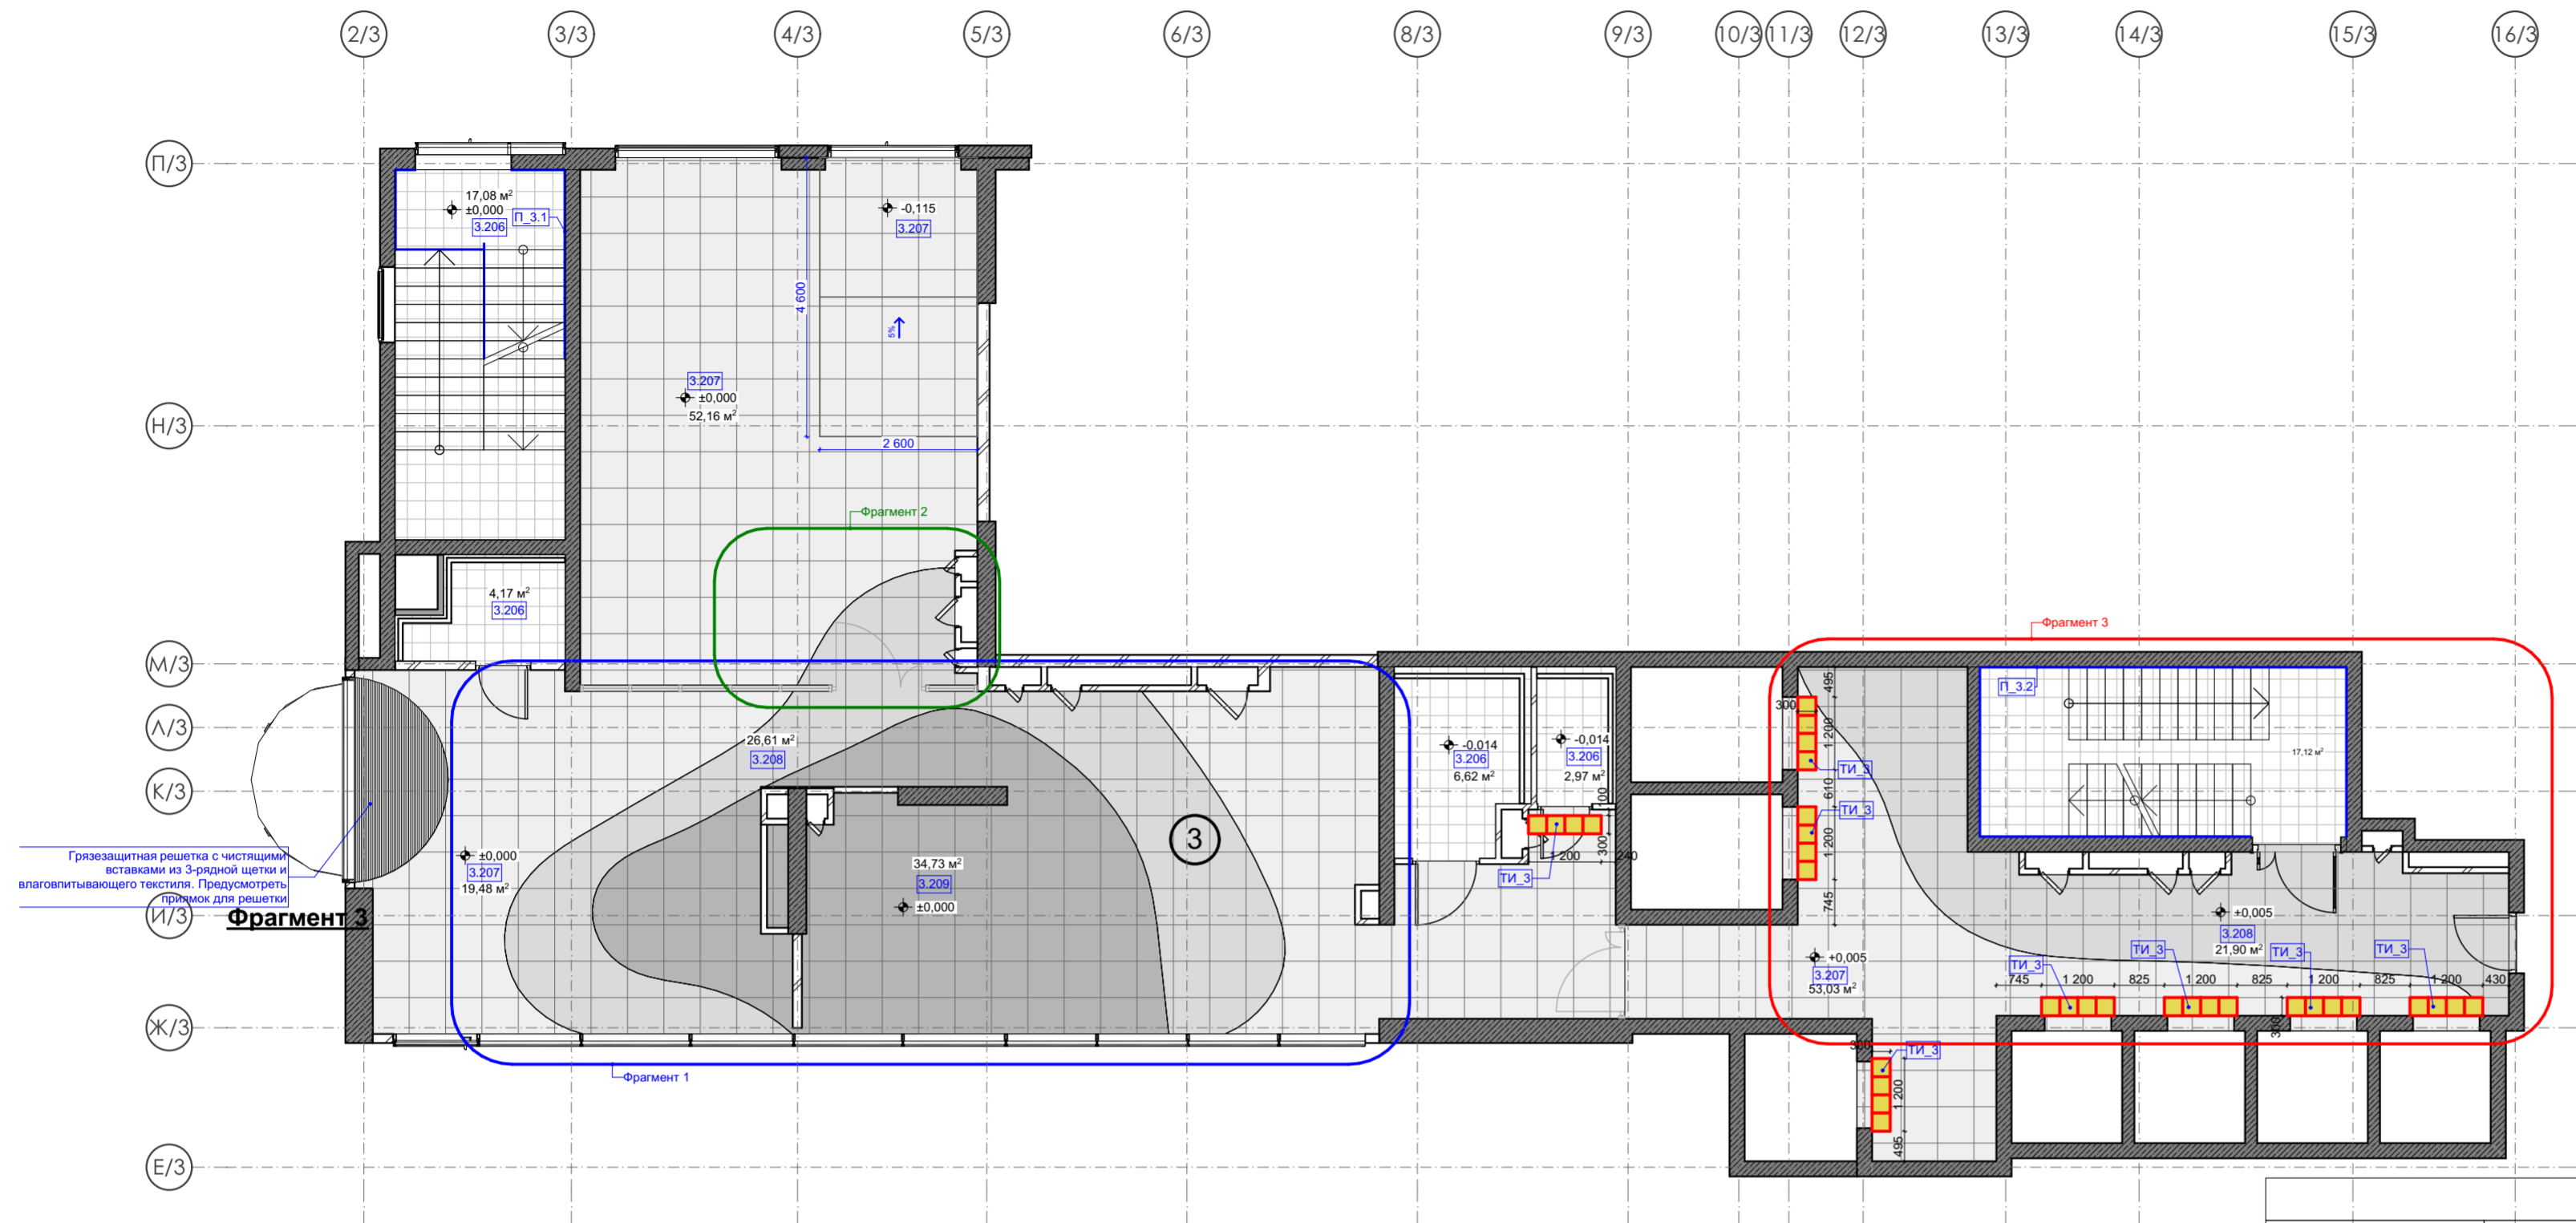 2/3
3/3
4/3
5/3
6/3
8/3
9/3
10/3
11/3
12/3
13/3
14/3
15/3
16/3
П/3
17,08 м²
±0,000
3.206
П_3.1
-0,115
3.207
4 600
5%
Н/3
3.207
±0,000
52,16 м²
2 600
Фрагмент 2
4,17 м²
3.206
Фрагмент 3
М/3
П_3.2
495
300
Л/3
26,61 м²
3.208
-0,014
3.206
6,62 м²
-0,014
3.206
2,97 м²
1 200
17,12 м²
ТИ_3
К/3
610
100
ТИ_3
3
1 200
300
1 200
240
ТИ_3
±0,000
3.207
19,48 м²
34,73 м²
3.209
±0,000
Грязезащитная решетка с чистящими
вставками из 3-рядной щетки и
влаговпитывающего текстиля. Предусмотреть
приямок для решетки
И/3
Фрагмент 3
745
+0,005
3.208
21,90 м²
+0,005
3.207
53,03 м²
ТИ_3
ТИ_3
ТИ_3
ТИ_3
745
1 200
825
1 200
825
1 200
825
1 200
430
Ж/3
300
300
ТИ_3
Фрагмент 1
1 200
495
Е/3